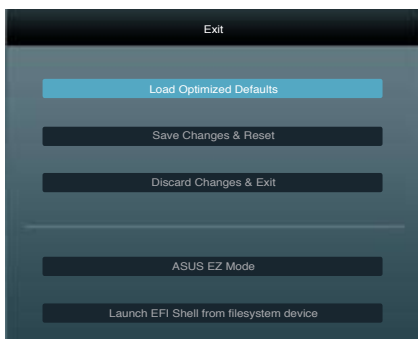 Exit
Load Optimized Defaults
Save Changes & Reset
Discard Changes & Exit
ASUS EZ Mode
Launch EFI Shell from filesystem device